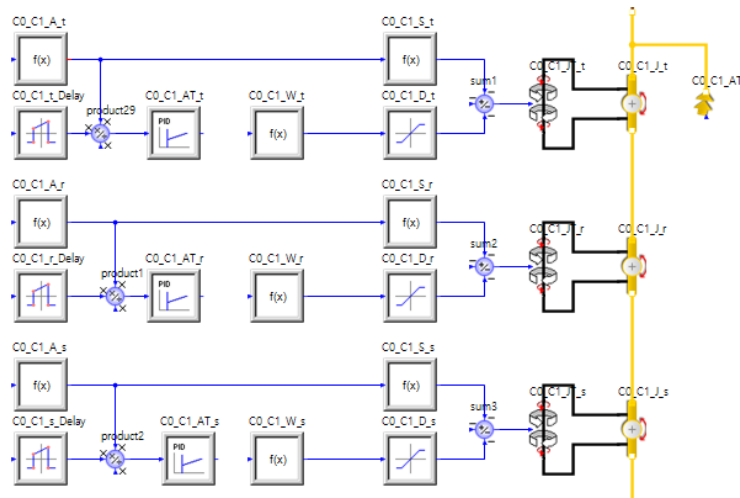 C0_C1_A_t
C0_C1_S_t
f(x)
f(x)
C0_C1_J_t
C0_C1_AT
sum1
C0_C1_t_Delay
product29
C0_C1_AT_t
C0_C1_W_t
C0_C1_D_t
PID
f(x)
C0_C1_A_r
C0_C1_S_r
f(x)
f(x)
C0_C1_J_r
sum2
C0_C1_r_Delay
product1
C0_C1_AT_r
C0_C1_W_r
C0_C1_D_r
PID
f(x)
C0_C1_A_s
C0_C1_S_s
f(x)
f(x)
C0_C1_J_s
sum3
C0_C1_s_Delay
product2
C0_C1_AT_s
C0_C1_W_s
C0_C1_D_s
PID
f(x)